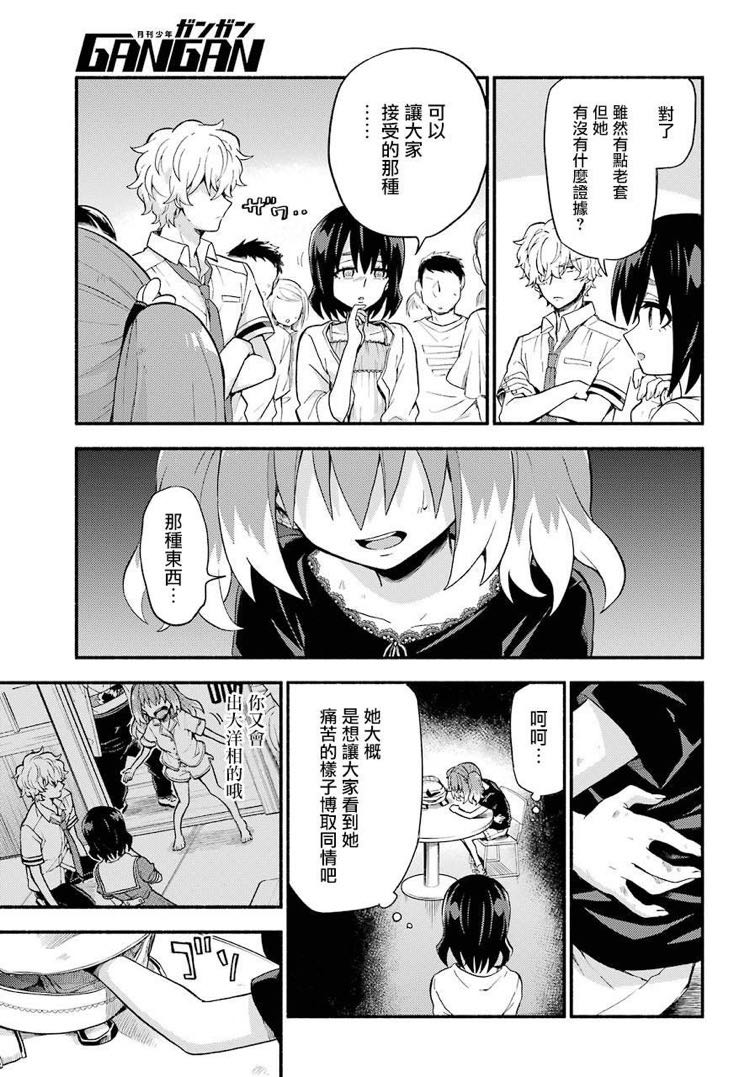 月刊少年
ガンガン
GANGAN
對了
雖然有點老套
但她
有沒有什麼證據?
可以
讓大家
接受的那種
……
ザワ..
那種東西…
呵呵…
她大概
是想讓大家看到她
痛苦的樣子博取同情吧
你又會
出大洋相的哦